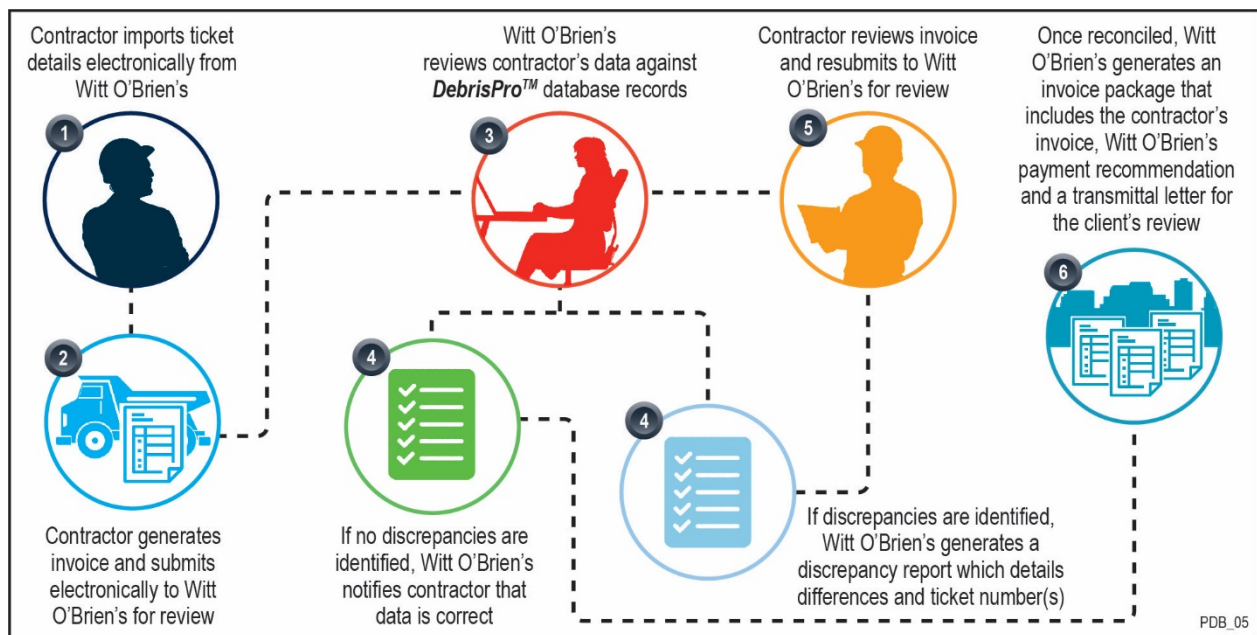 Contractor imports ticket
details electronically from
Witt O’Brien’s
1
2
Contractor generates
invoice and submits
electronically to Witt
O’Brien’s for review
Witt O’Brien’s
reviews contractor’s data against
DebrisPro™ database records
3
4
If no discrepancies are
identified, Witt O’Brien’s
notifies contractor that
data is correct
4
If discrepancies are identified,
Witt O’Brien’s generates a
discrepancy report which details
differences and ticket number(s)
Contractor reviews invoice
and resubmits to Witt
O’Brien’s for review
5
Once reconciled, Witt
O’Brien’s generates an
invoice package that
includes the contractor’s
invoice, Witt O’Brien’s
payment recommendation
and a transmittal letter for
the client’s review
6
PDB_05